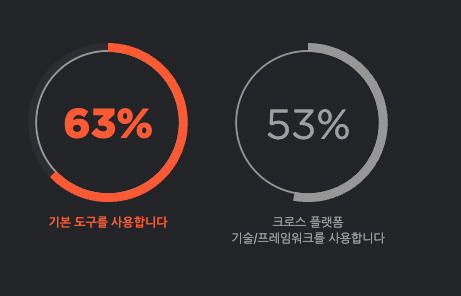 63%
기본 도구를 사용합니다
53%
크로스 플랫폼
기술/프레임워크를 사용합니다